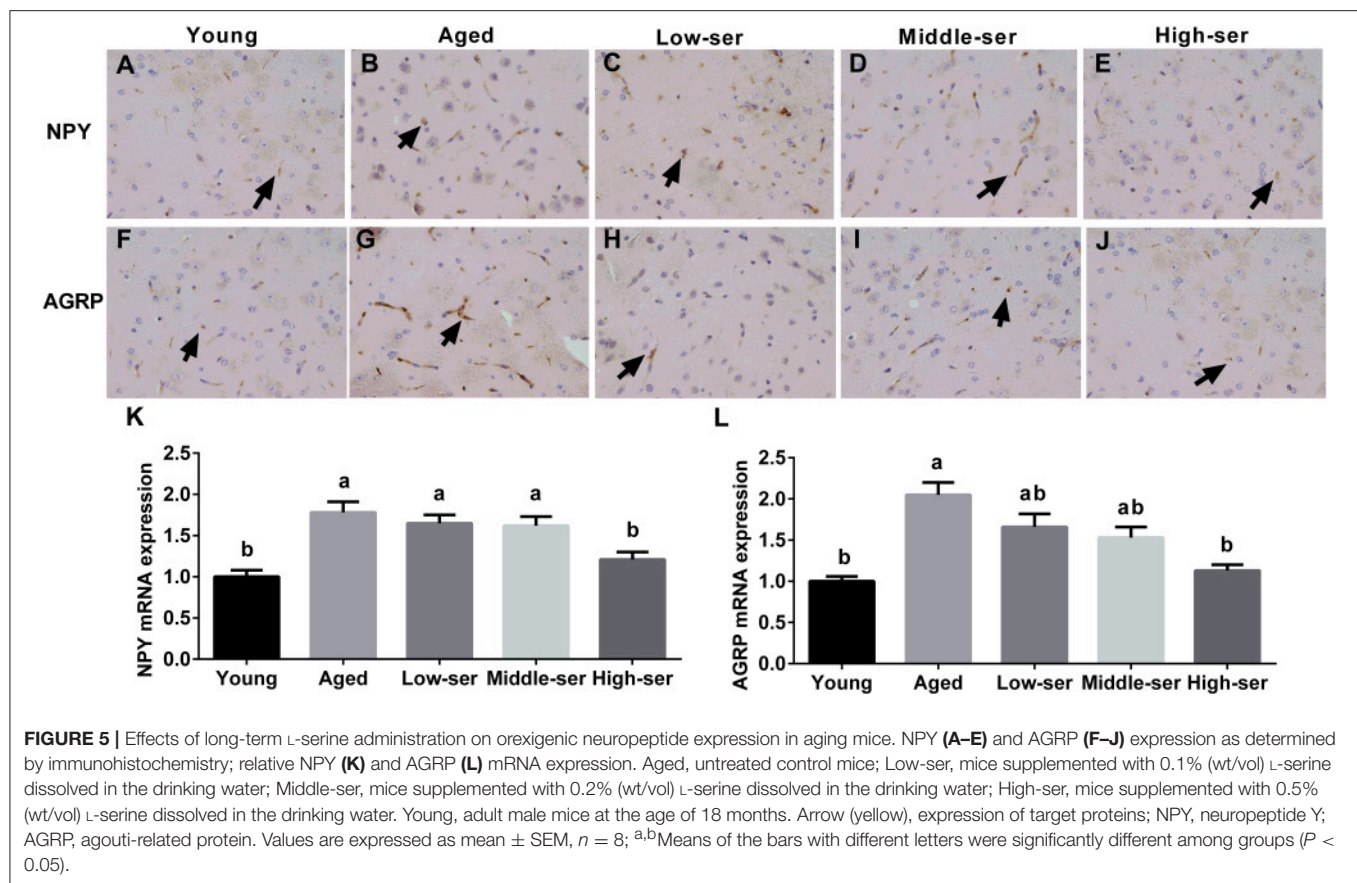 Young Aged Low-ser Middle-ser High-ser
A B C D E
NPY
F G H I J
AGRP
K L
NPY mRNA expression
2.5
2.0
1.5
1.0
0.5
0.0
b a a a b
Young Aged Low-ser Middle-ser High-ser
AGRP mRNA expression
2.5
2.0
1.5
1.0
0.5
0.0
b a ab ab b
Young Aged Low-ser Middle-ser High-ser
FIGURE 5 | Effects of long-term L-serine administration on orexigenic neuropeptide expression in aging mice. NPY (A–E) and AGRP (F–J) expression as determined
by immunohistochemistry; relative NPY (K) and AGRP (L) mRNA expression. Aged, untreated control mice; Low-ser, mice supplemented with 0.1% (wt/vol) L-serine
dissolved in the drinking water; Middle-ser, mice supplemented with 0.2% (wt/vol) L-serine dissolved in the drinking water; High-ser, mice supplemented with 0.5%
(wt/vol) L-serine dissolved in the drinking water. Young, adult male mice at the age of 18 months. Arrow (yellow), expression of target proteins; NPY, neuropeptide Y;
AGRP, agouti-related protein. Values are expressed as mean ± SEM, n = 8; a,bMeans of the bars with different letters were significantly different among groups (P <
0.05).